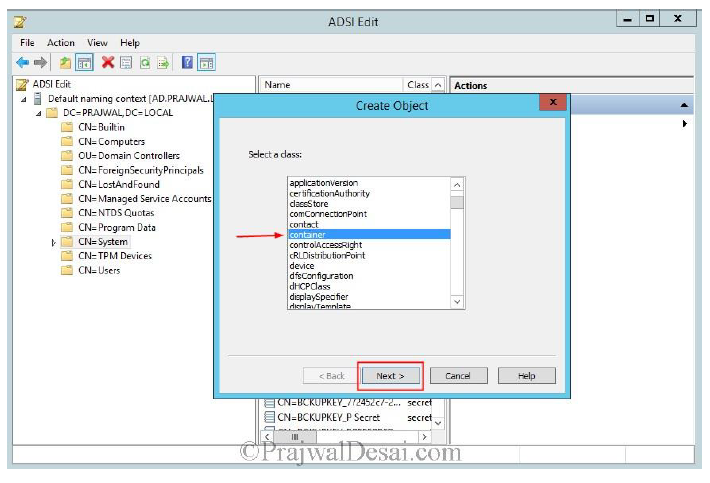 ADSI Edit
File Action View Help
ADSI Edit
Default naming context [AD.PRAJWAL.L
DC=PRAJWAL,DC=LOCAL
CN=Builtin
CN=Computers
OU=Domain Controllers
CN=ForeignSecurityPrincipals
CN=LostAndFound
CN=Managed Service Accounts
CN=NTDS Quotas
CN=Program Data
CN=System
CN=TPM Devices
CN=Users
Name Class
Actions
Create Object
x
Select a class:
applicationVersion
certificationAuthority
classStore
comConnectionPoint
contact
container
controlAccessRight
cRLDistributionPoint
device
dfsConfiguration
dHCPClass
displaySpecifier
displayTemplate
< Back Next > Cancel Help
CN=BCKUPKEY_772452c7-2... secret
CN=BCKUPKEY_P Secret secret
©PrajwalDesai.com